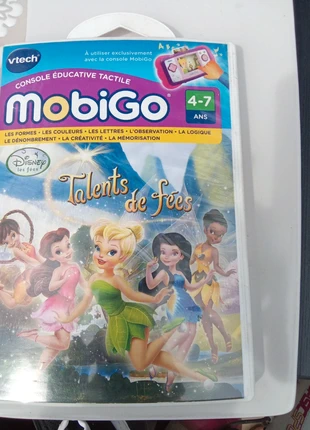 vtech
À utiliser exclusivement
avec la console MobiGo
CONSOLE ÉDUCATIVE TACTILE
MobiGo
4-7
ANS
LES FORMES • LES COULEURS • LES LETTRES • L'OBSERVATION • LA LOGIQUE
LE DÉNOMBREMENT • LA CRÉATIVITÉ • LA MÉMORISATION
Disney
les fées
Talents de fées